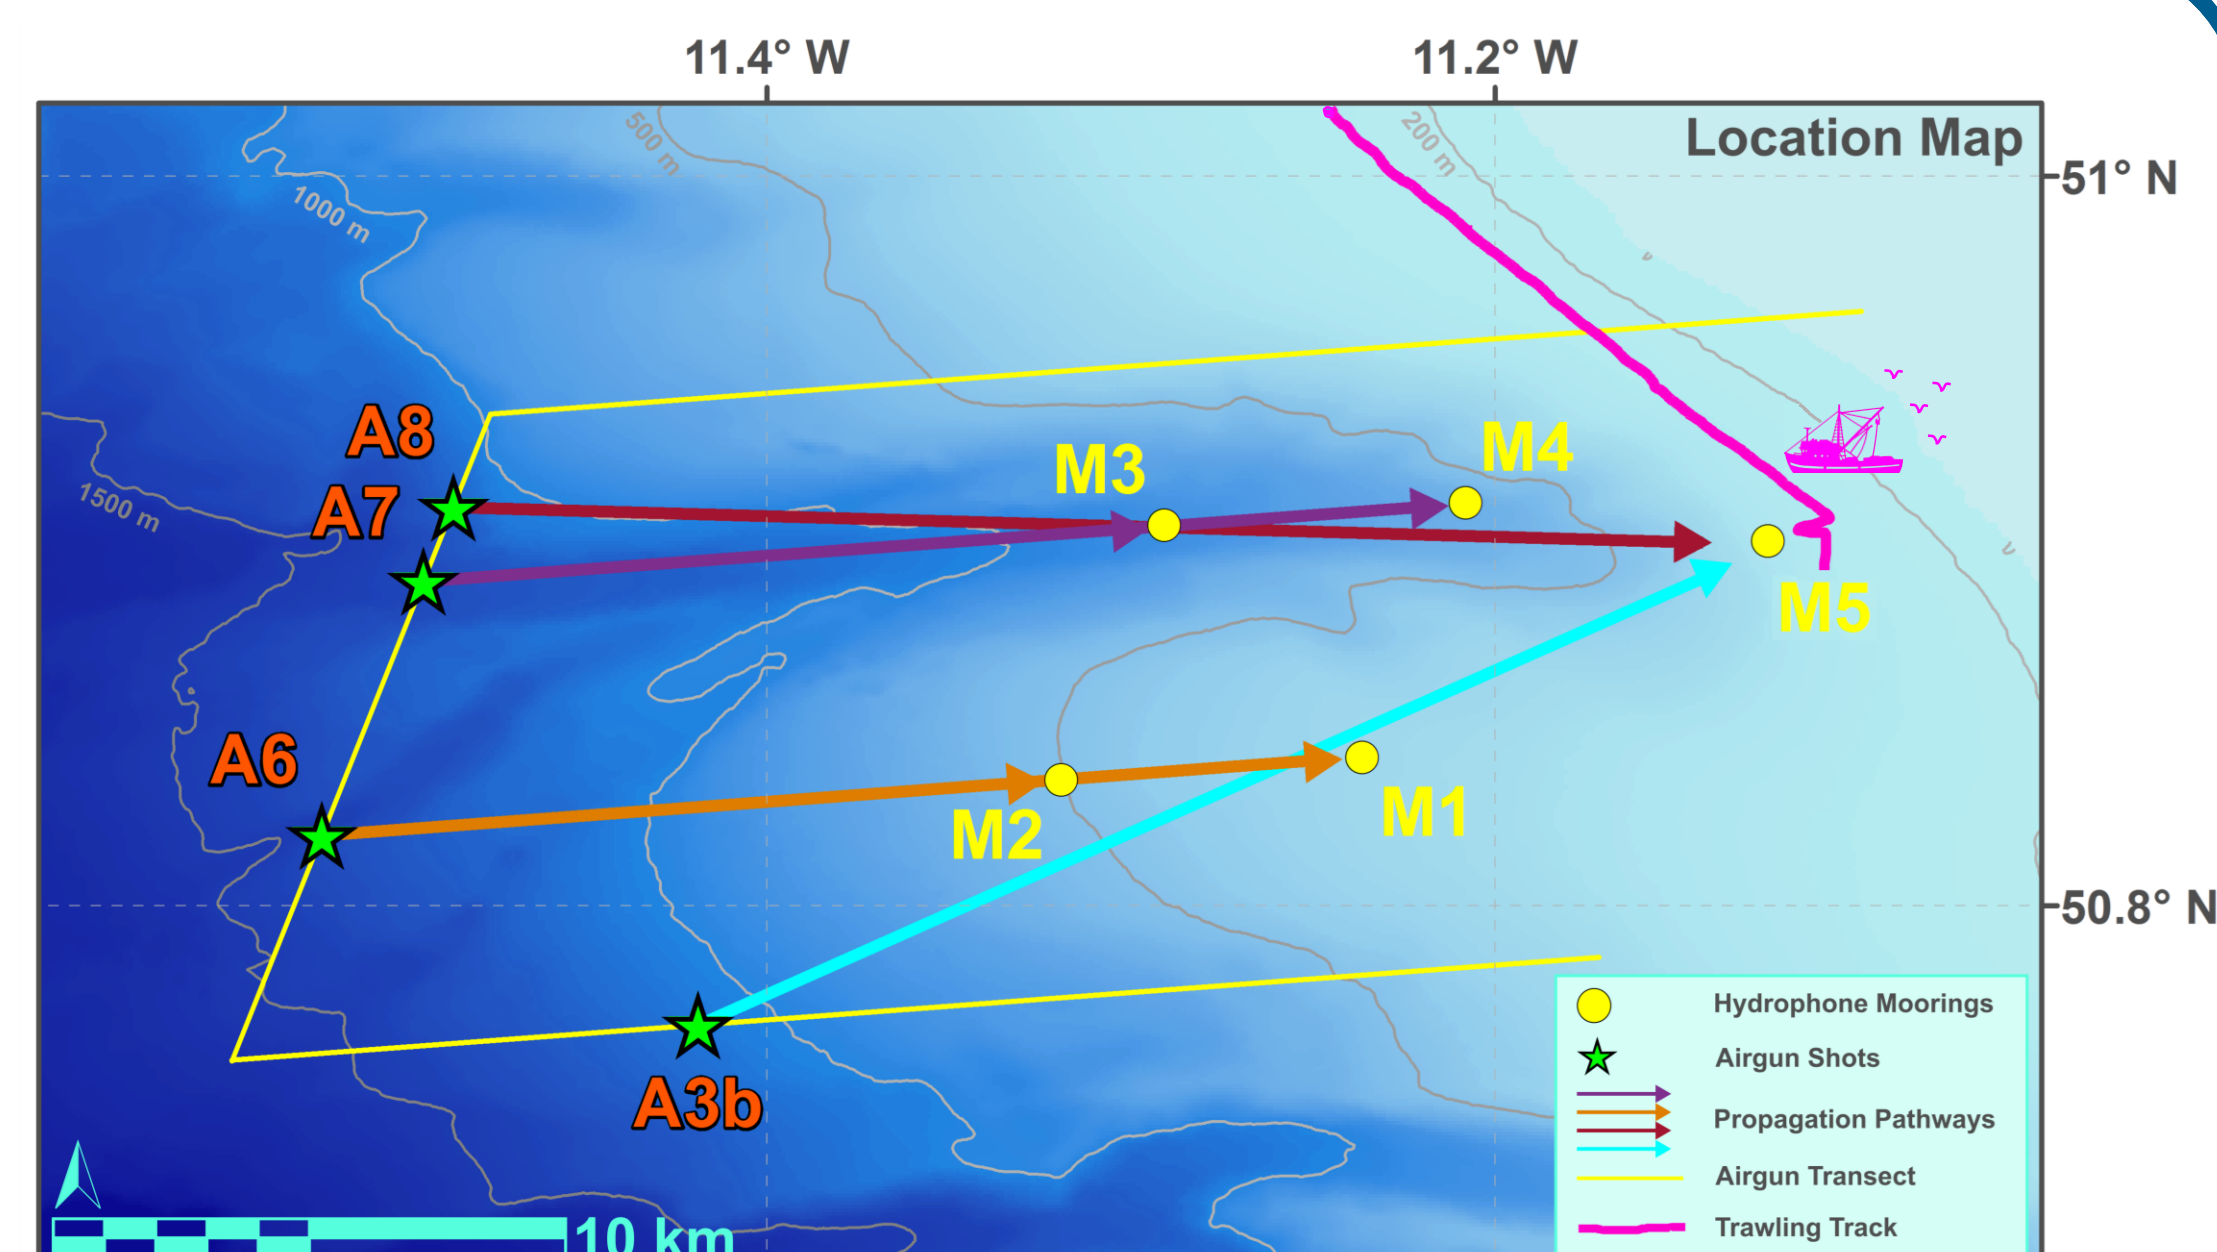 11.4° W
11.2° W
Location Map
500 m
200 m
51° N
1000 m
A8
M3
M4
A7
1500 m
M5
A6
M2
M1
50.8° N
A3b
Hydrophone Moorings
Airgun Shots
Propagation Pathways
Airgun Transect
Trawling Track
10 km